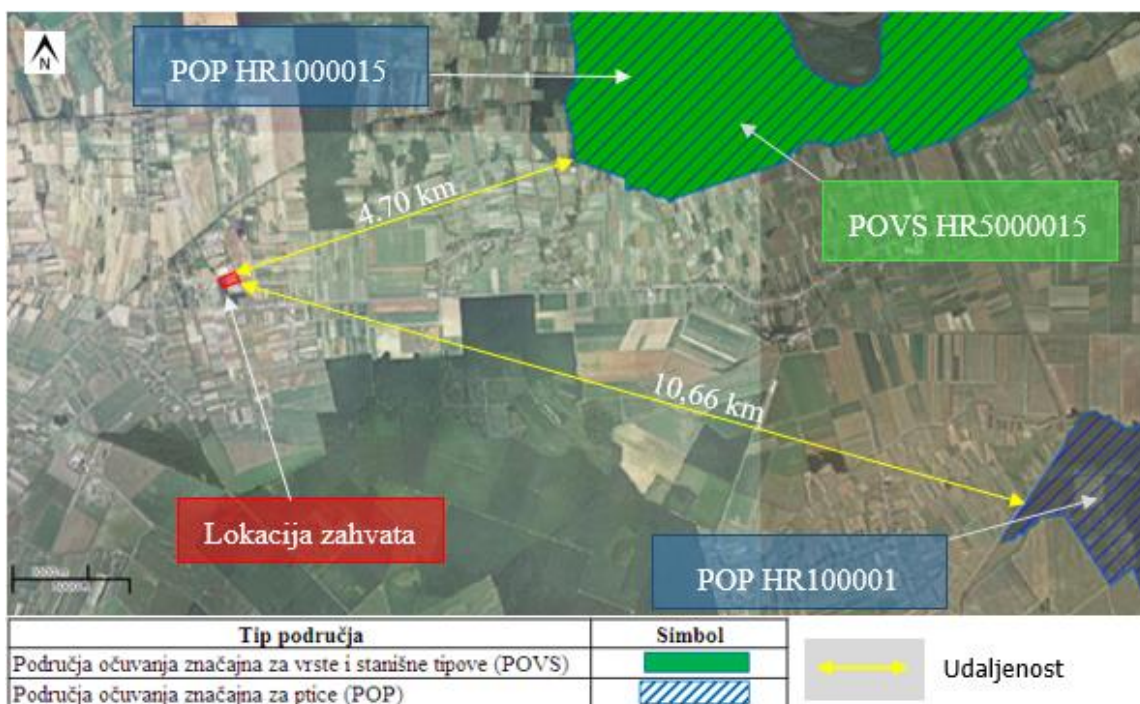 N
POP HR1000015
4.70 km
POVS HR5000015
10,66 km
Lokacija zahvata
POP HR100001
Tip područja
Simbol
Područja očuvanja značajna za vrste i stanišne tipove (POVS)
Područja očuvanja značajna za ptice (POP)
Udaljenost